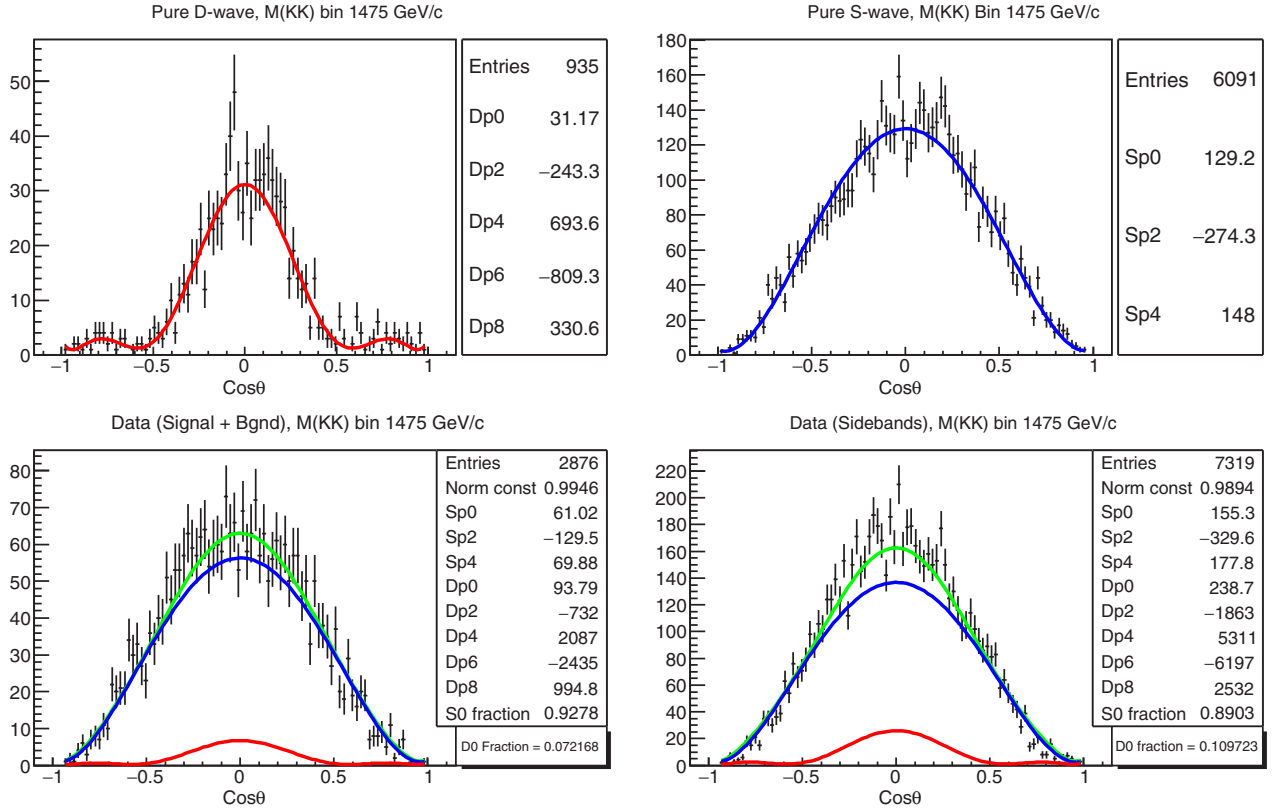 Pure D-wave, M(KK) bin 1475 GeV/c
50
40
30
20
10
0
−1 −0.5 0 0.5 1
Cosθ
Entries 935
Dp0 31.17
Dp2 −243.3
Dp4 693.6
Dp6 −809.3
Dp8 330.6
Pure S-wave, M(KK) Bin 1475 GeV/c
180
160
140
120
100
80
60
40
20
0
−1 −0.5 0 0.5 1
Cosθ
Entries 6091
Sp0 129.2
Sp2 −274.3
Sp4 148
Data (Signal + Bgnd), M(KK) bin 1475 GeV/c
80
70
60
50
40
30
20
10
0
−1 −0.5 0 0.5 1
Cosθ
Entries 2876
Norm const 0.9946
Sp0 61.02
Sp2 −129.5
Sp4 69.88
Dp0 93.79
Dp2 −732
Dp4 2087
Dp6 −2435
Dp8 994.8
S0 fraction 0.9278
D0 Fraction = 0.072168
Data (Sidebands), M(KK) bin 1475 GeV/c
220
200
180
160
140
120
100
80
60
40
20
0
−1 −0.5 0 0.5 1
Cosθ
Entries 7319
Norm const 0.9894
Sp0 155.3
Sp2 −329.6
Sp4 177.8
Dp0 238.7
Dp2 −1863
Dp4 5311
Dp6 −6197
Dp8 2532
S0 fraction 0.8903
D0 fraction = 0.109723